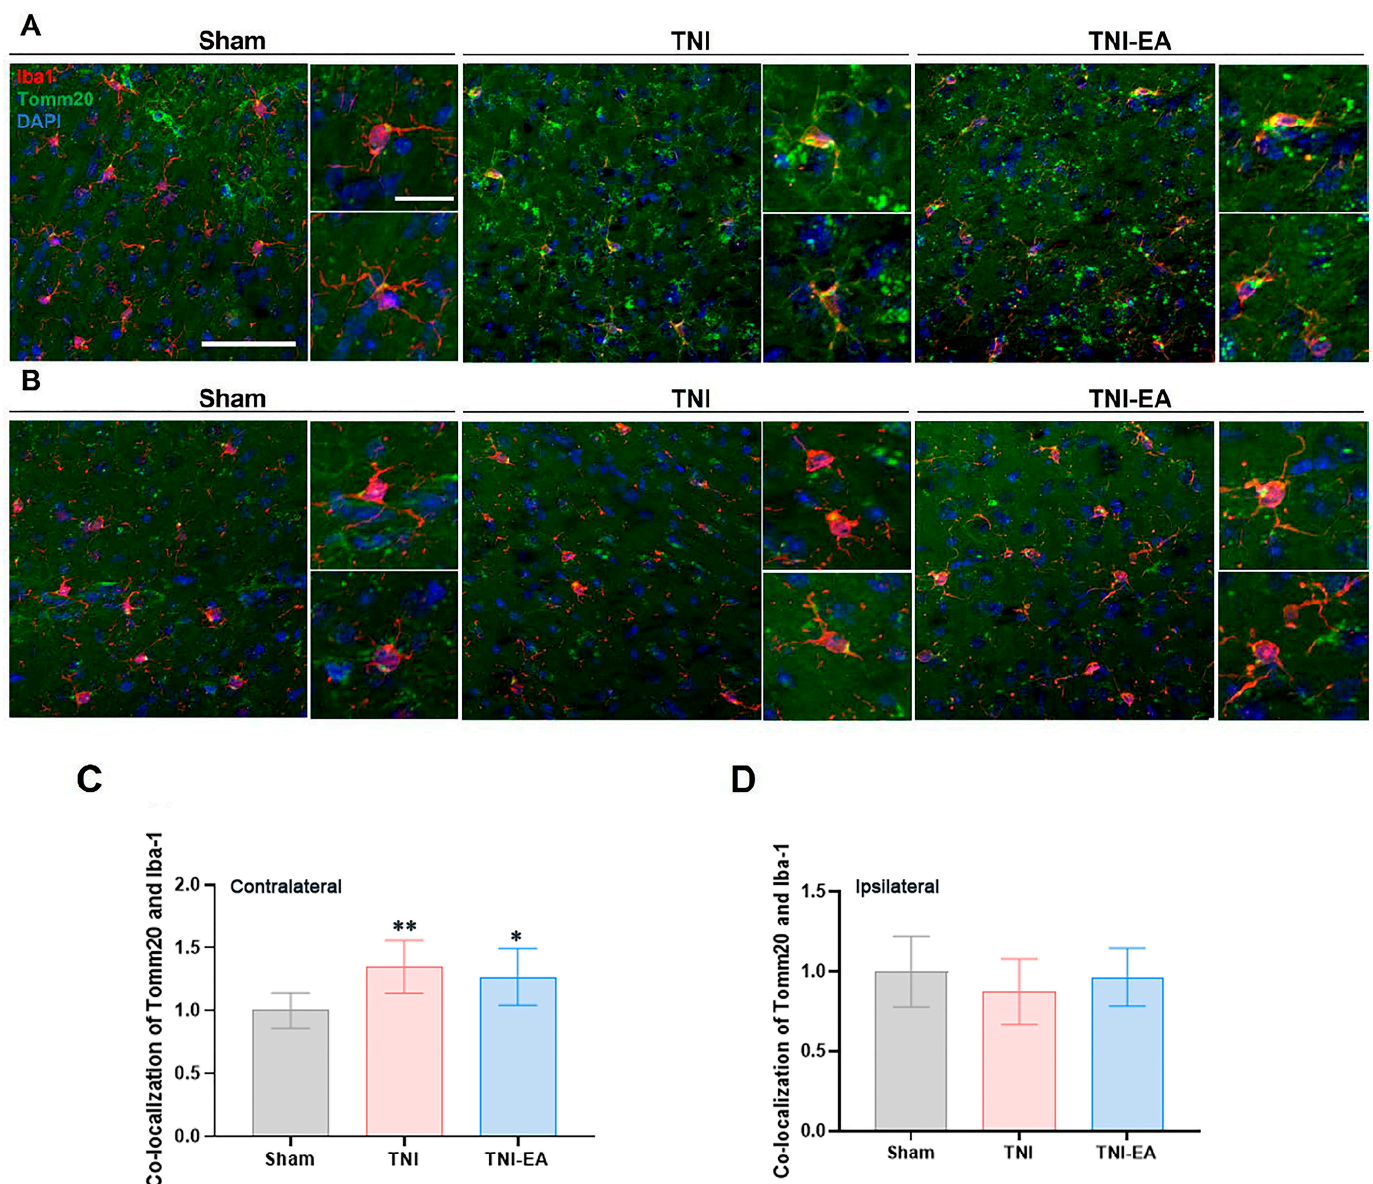 A
Sham
TNI
TNI-EA
Iba1
Tomm20
DAPI
B
Sham
TNI
TNI-EA
C
Co-localization of Tomm20 and Iba-1
2.0
1.5
1.0
0.5
0.0
Contralateral
**
*
Sham
TNI
TNI-EA
D
Co-localization of Tomm20 and Iba-1
1.5
1.0
0.5
0.0
Ipsilateral
Sham
TNI
TNI-EA